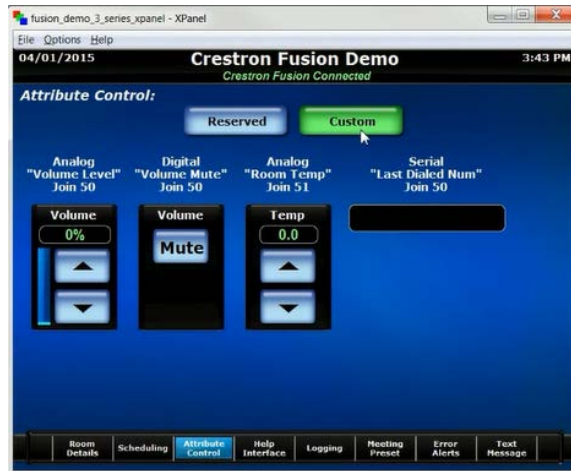 fusion_demo_3_series_xpanel - XPanel
File Options Help
04/01/2015 Crestron Fusion Demo 3:43 PM
Crestron Fusion Connected
Attribute Control:
Reserved Custom
Analog Digital Analog Serial
"Volume Level" "Volume Mute" "Room Temp" "Last Dialed Num"
Join 50 Join 50 Join 51 Join 50
Volume Volume Temp
0% Mute 0.0
Room Details Scheduling Attribute Control Help Interface Logging Meeting Preset Error Alerts Text Message